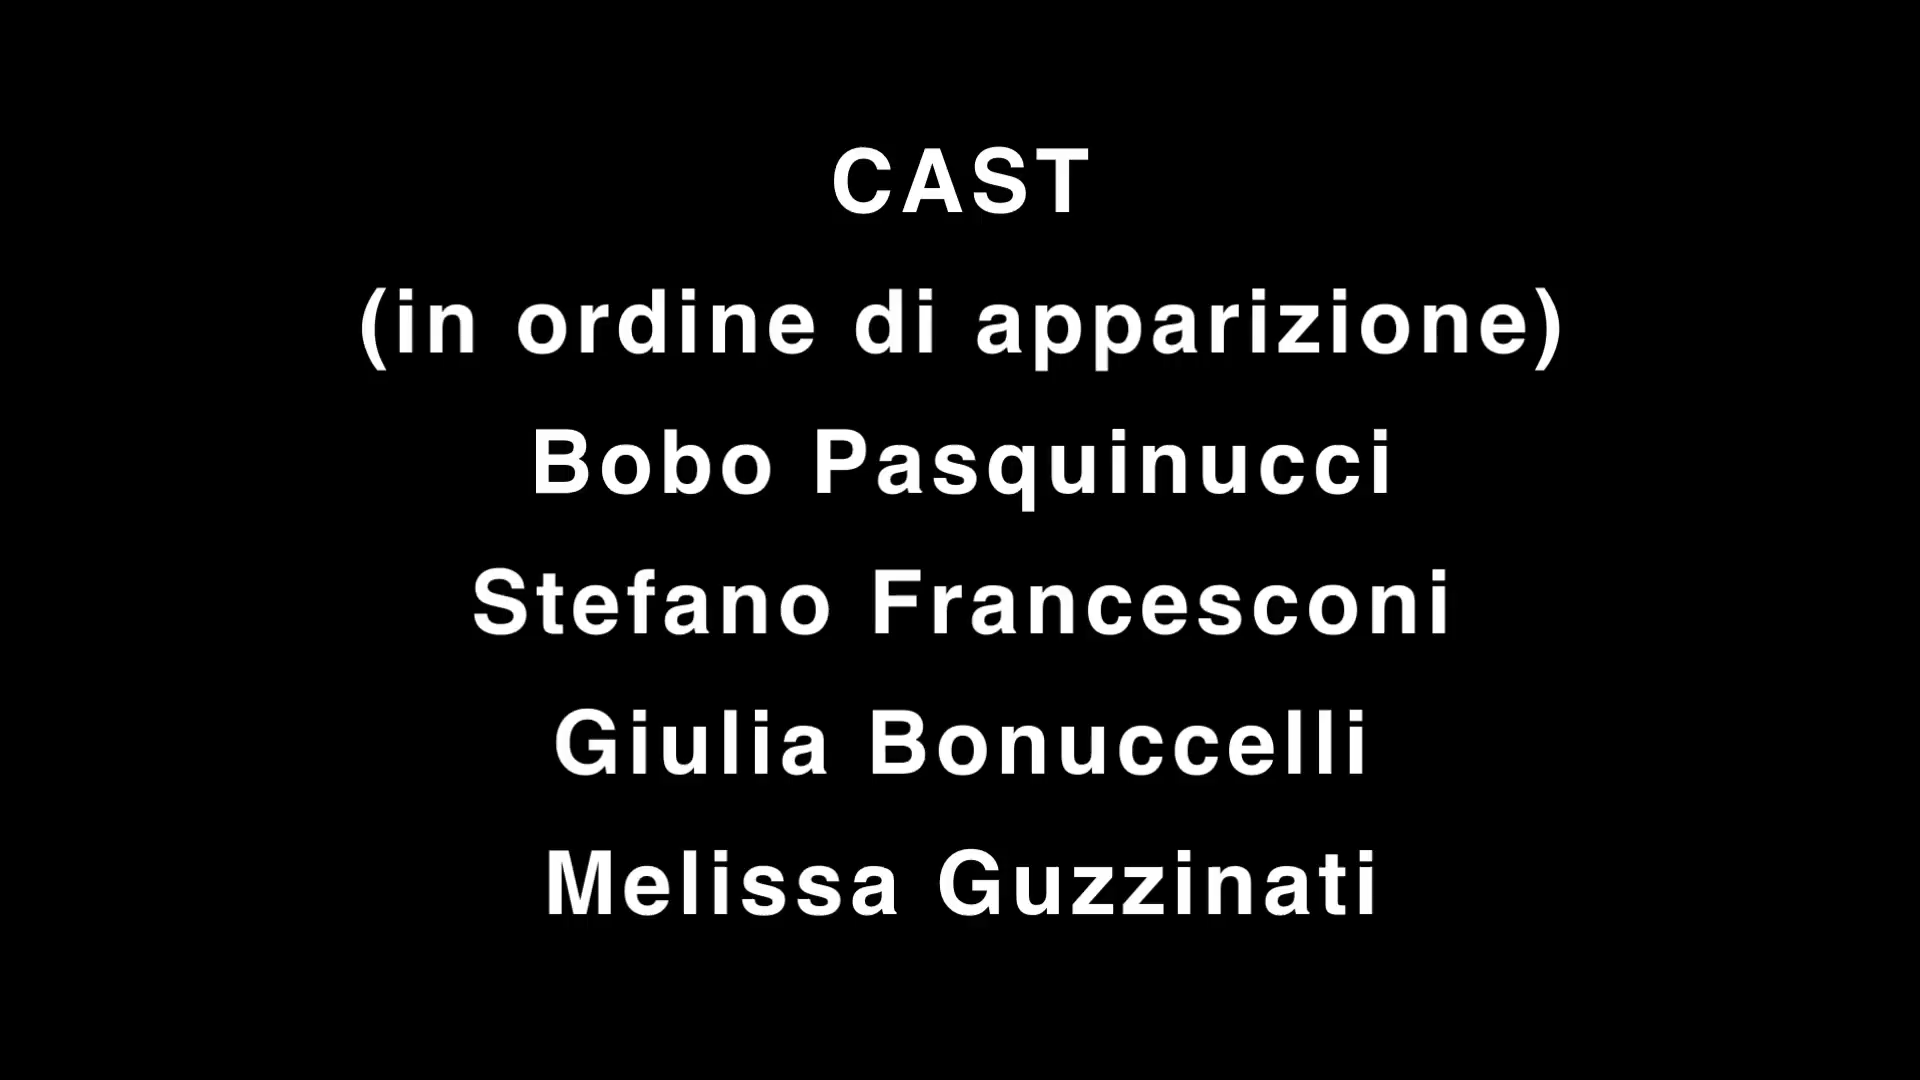 CAST
(in ordine di apparizione)
Bobo Pasquinucci
Stefano Francesconi
Giulia Bonuccelli
Melissa Guzzinati